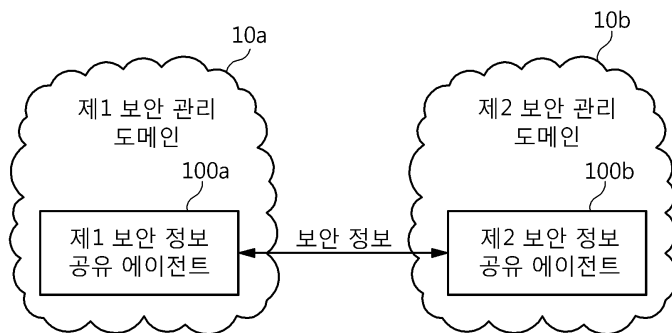 10a
제1 보안 관리
도메인
100a
제1 보안 정보
공유 에이전트
보안 정보
10b
제2 보안 관리
도메인
100b
제2 보안 정보
공유 에이전트